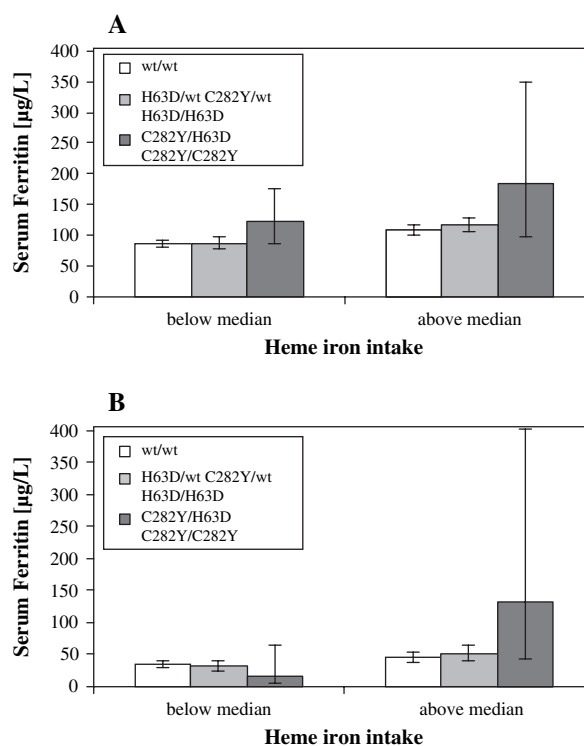 A
Serum Ferritin [µg/L]
400
350
300
250
200
150
100
50
0
wt/wt
H63D/wt C282Y/wt
H63D/H63D
C282Y/H63D
C282Y/C282Y
below median
above median
Heme iron intake
B
Serum Ferritin [µg/L]
400
350
300
250
200
150
100
50
0
wt/wt
H63D/wt C282Y/wt
H63D/H63D
C282Y/H63D
C282Y/C282Y
below median
above median
Heme iron intake